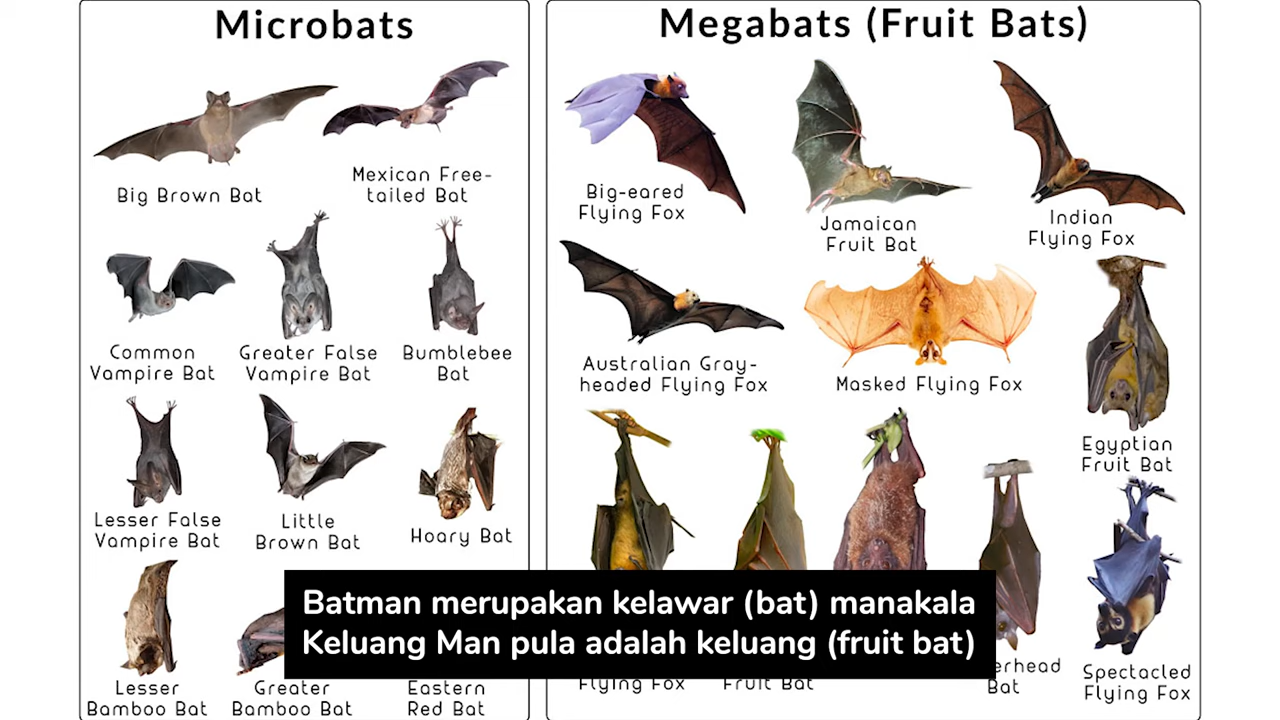 Microbats
Big Brown Bat
Mexican Free-
tailed Bat
Common
Vampire Bat
Greater False
Vampire Bat
Bumblebee
Bat
Lesser False
Vampire Bat
Little
Brown Bat
Hoary Bat
Lesser
Bamboo Bat
Greater
Bamboo Bat
Eastern
Red Bat
Megabats (Fruit Bats)
Big-eared
Flying Fox
Jamaican
Fruit Bat
Indian
Flying Fox
Australian Gray-
headed Flying Fox
Masked Flying Fox
Egyptian
Fruit Bat
Flying Fox
Fruit Bat
Bat
Spectacled
Flying Fox
Batman merupakan kelawar (bat) manakala
Keluang Man pula adalah keluang (fruit bat)